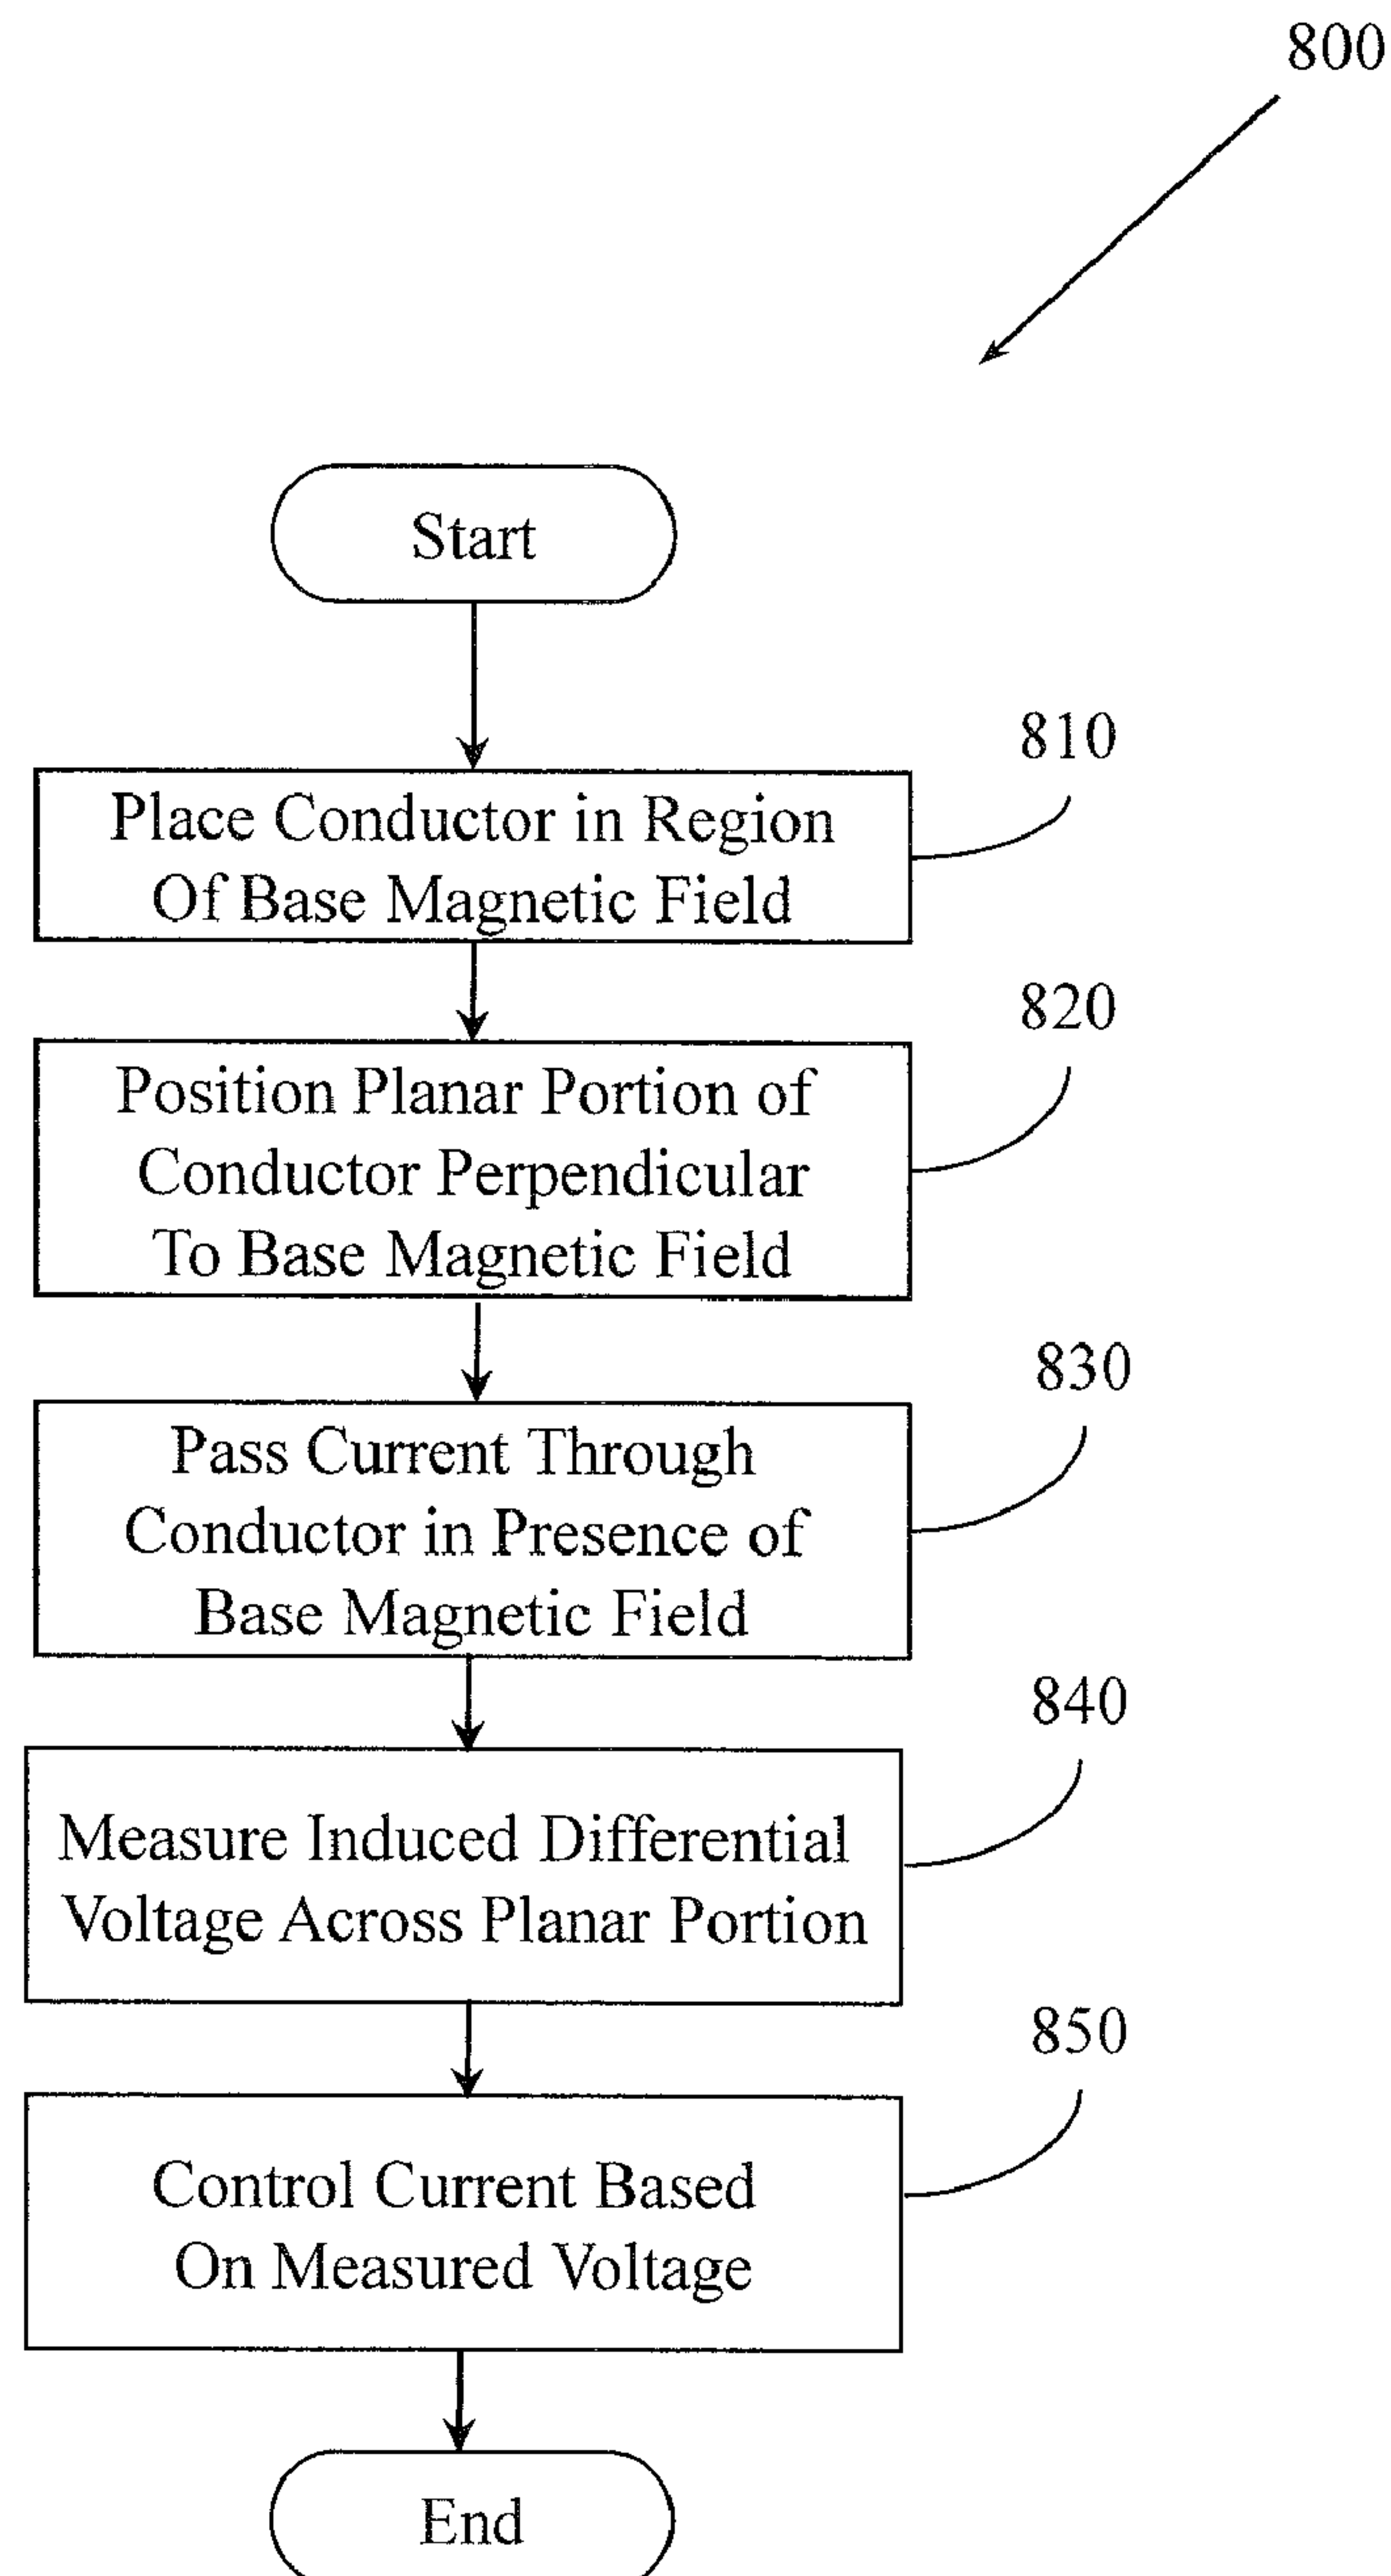 800
Start
810
Place Conductor in Region
Of Base Magnetic Field
820
Position Planar Portion of
Conductor Perpendicular
To Base Magnetic Field
830
Pass Current Through
Conductor in Presence of
Base Magnetic Field
840
Measure Induced Differential
Voltage Across Planar Portion
850
Control Current Based
On Measured Voltage
End